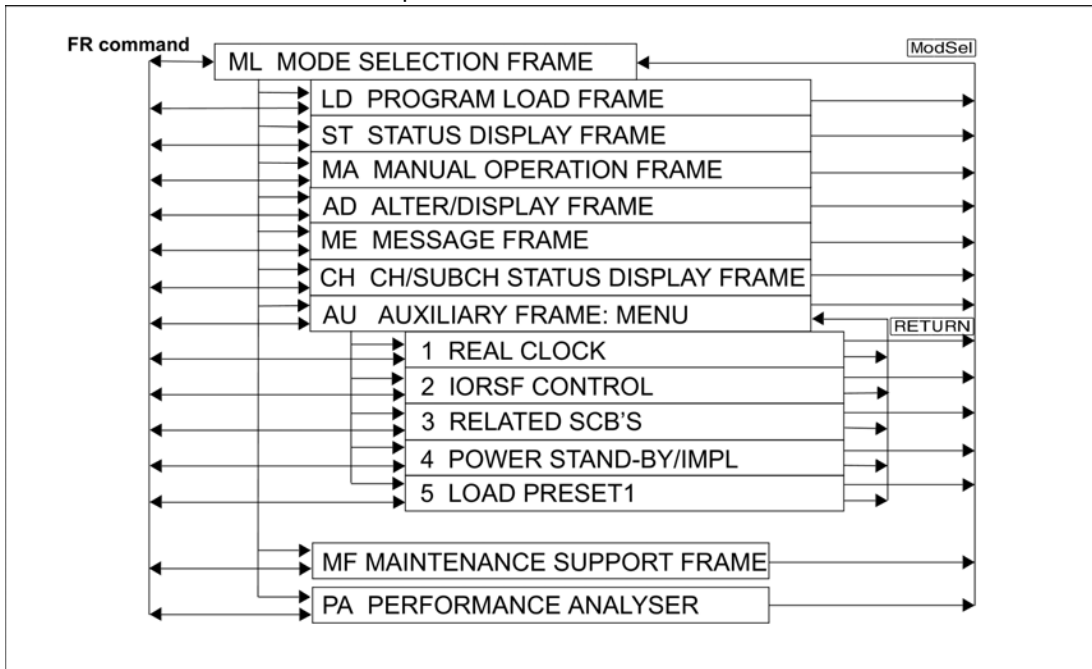 FR command
ModSel
ML MODE SELECTION FRAME
LD PROGRAM LOAD FRAME
ST STATUS DISPLAY FRAME
MA MANUAL OPERATION FRAME
AD ALTER/DISPLAY FRAME
ME MESSAGE FRAME
CH CH/SUBCH STATUS DISPLAY FRAME
AU AUXILIARY FRAME: MENU
RETURN
1 REAL CLOCK
2 IORSF CONTROL
3 RELATED SCB'S
4 POWER STAND-BY/IMPL
5 LOAD PRESET1
MF MAINTENANCE SUPPORT FRAME
PA PERFORMANCE ANALYSER